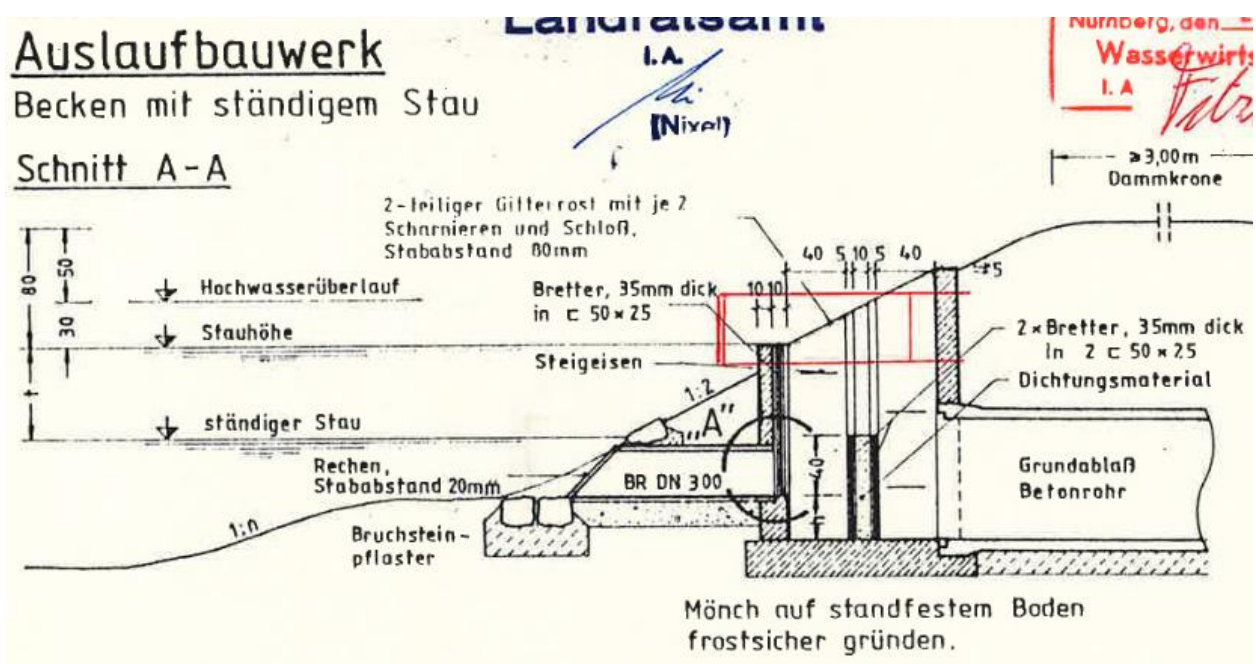 Auslaufbauwerk
Becken mit ständigem Stau
Schnitt A-A
Landratsamt
I.A.
(Nixel)
Nürnberg, den
Wasserwirts
I.A
≥3,00m
Dammkrone
2-teiliger Gitterrost mit je 2
Scharnieren und Schloß,
Stababstand 80mm
40 5 10 5 40
5
80
50
30
t
Hochwasserüberlauf
Stauhöhe
ständiger Stau
Bretter, 35mm dick
in ⊏ 50×25
10 10
Steigeisen
2×Bretter, 35mm dick
in 2 ⊏ 50×25
Dichtungsmaterial
1:2
„A"
Rechen,
Stababstand 20mm
BR DN 300
40
n
Grundablaß
Betonrohr
1:n
Bruchstein-
pflaster
Mönch auf standfestem Boden
frostsicher gründen.